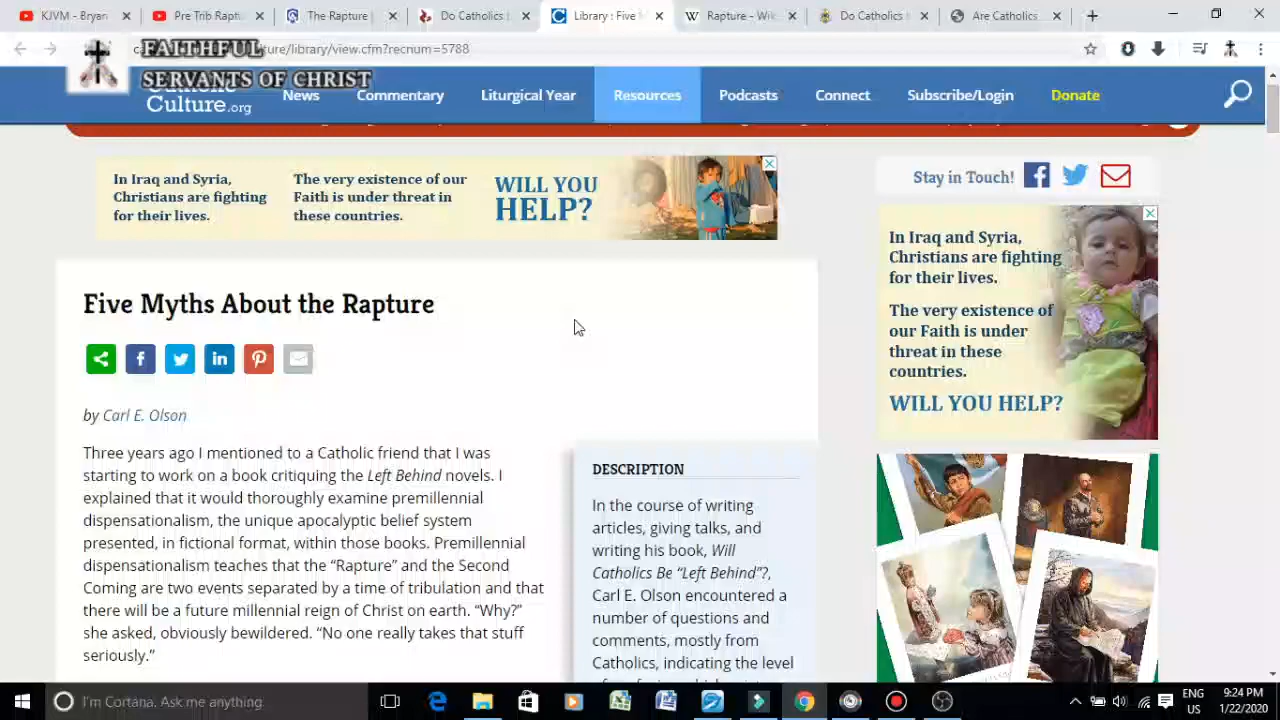 KJVM - Bryan
Pre Trib Raptu
The Rapture
Do Catholics
Library : Five M
Rapture - Wik
Do Catholics
Are Catholics
FAITHFUL
SERVANTS OF CHRIST
ture/library/view.cfm?recnum=5788
Culture.org
News
Commentary
Liturgical Year
Resources
Podcasts
Connect
Subscribe/Login
Donate
In Iraq and Syria,
Christians are fighting
for their lives.
The very existence of our
Faith is under threat in
these countries.
WILL YOU
HELP?
Stay in Touch!
In Iraq and Syria,
Christians are fighting
for their lives.
The very existence of
our Faith is under
threat in these
countries.
WILL YOU HELP?
Five Myths About the Rapture
by Carl E. Olson
Three years ago I mentioned to a Catholic friend that I was
starting to work on a book critiquing the Left Behind novels. I
explained that it would thoroughly examine premillennial
dispensationalism, the unique apocalyptic belief system
presented, in fictional format, within those books. Premillennial
dispensationalism teaches that the “Rapture” and the Second
Coming are two events separated by a time of tribulation and that
there will be a future millennial reign of Christ on earth. “Why?”
she asked, obviously bewildered. “No one really takes that stuff
seriously.”
DESCRIPTION
In the course of writing
articles, giving talks, and
writing his book, Will
Catholics Be “Left Behind”?,
Carl E. Olson encountered a
number of questions and
comments, mostly from
Catholics, indicating the level
I'm Cortana. Ask me anything.
ENG
US
9:24 PM
1/22/2020